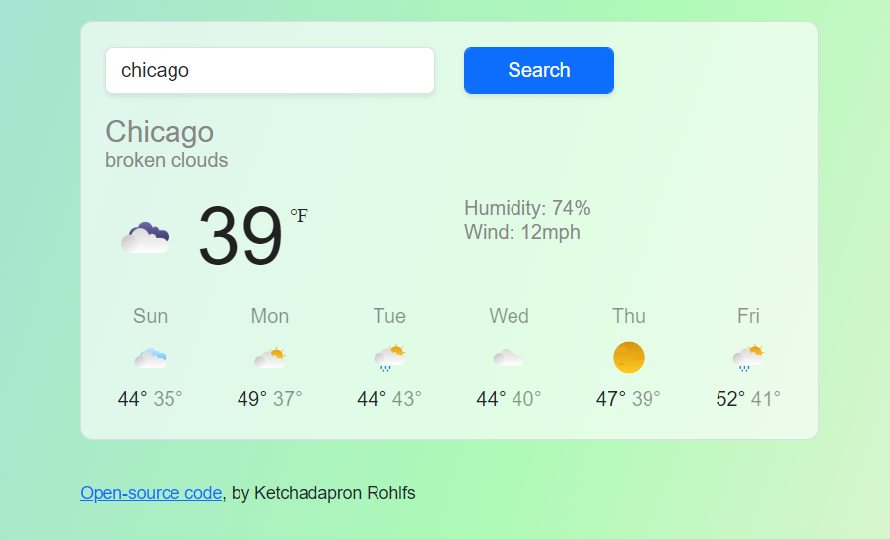 chicago
Search
Chicago
broken clouds
39 °F
Humidity: 74%
Wind: 12mph
Sun Mon Tue Wed Thu Fri
44° 35° 49° 37° 44° 43° 44° 40° 47° 39° 52° 41°
Open-source code, by Ketchadapron Rohlfs